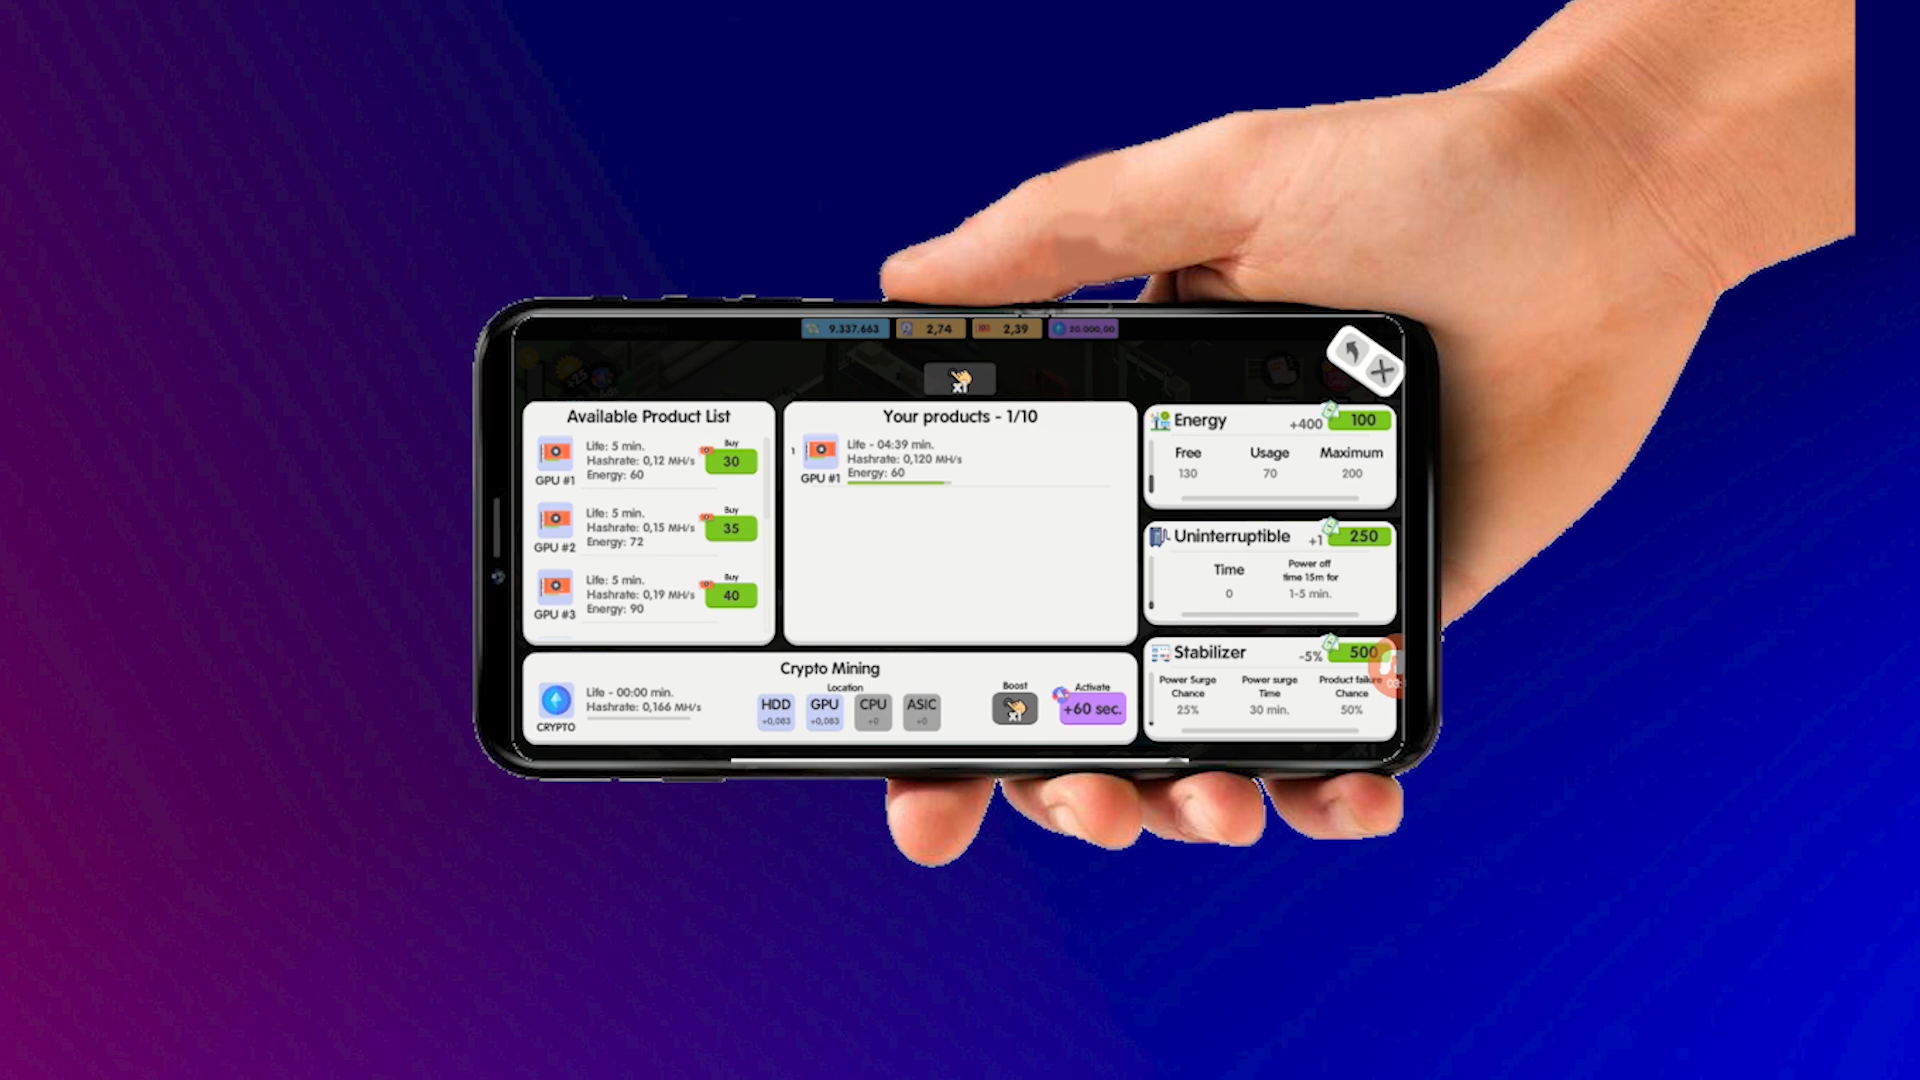 9.337.663
2,74
2,39
20.000,00
x1
Available Product List
Life: 5 min.
Hashrate: 0,12 MH/s
Energy: 60
GPU #1
Buy
30
Life: 5 min.
Hashrate: 0,15 MH/s
Energy: 72
GPU #2
Buy
35
Life: 5 min.
Hashrate: 0,19 MH/s
Energy: 90
GPU #3
Buy
40
Your products - 1/10
1
Life - 04:39 min.
Hashrate: 0,120 MH/s
Energy: 60
GPU #1
Energy
+400
100
Free Usage Maximum
130 70 200
Uninterruptible
+1
250
Time
0
Power off
time 15m for
1-5 min.
Stabilizer
-5%
500
Power Surge
Chance
25%
Power surge
Time
30 min.
Product failure
Chance
50%
Crypto Mining
Life - 00:00 min.
Hashrate: 0,166 MH/s
CRYPTO
Location
HDD
+0,083
GPU
+0,083
CPU
+0
ASIC
+0
Boost
x1
Activate
+60 sec.